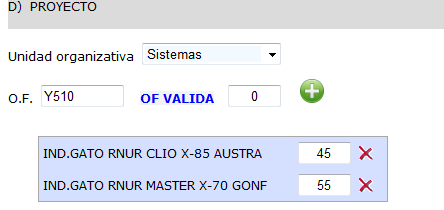 D) PROYECTO
Unidad organizativa Sistemas
O.F. Y510 OF VALIDA 0
IND.GATO RNUR CLIO X-85 AUSTRA 45
IND.GATO RNUR MASTER X-70 GONF 55